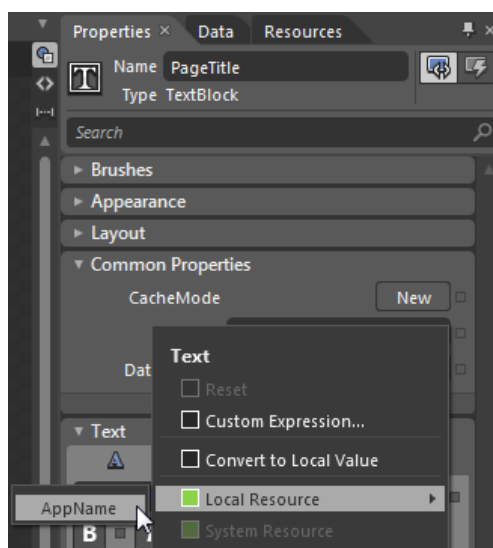 Properties × Data Resources
Name PageTitle
Type TextBlock
Search
Brushes
Appearance
Layout
Common Properties
CacheMode New
Dat
Text
Reset
Custom Expression...
Text
Convert to Local Value
Local Resource
AppName
B
System Resource